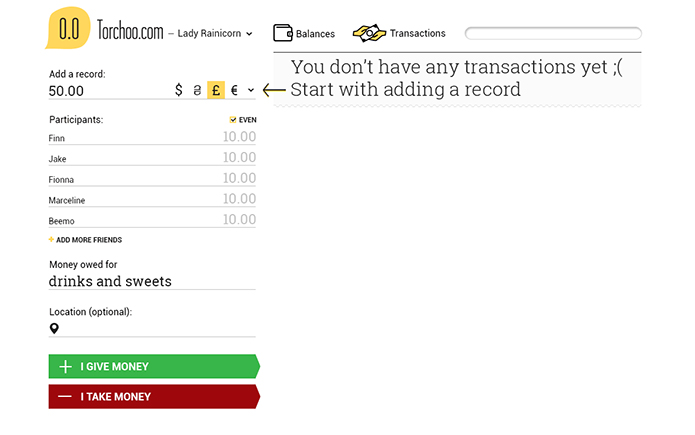 0.0 Torchoo.com – Lady Rainicorn
Balances Transactions
Add a record:
50.00 $ ₴ £ €
You don't have any transactions yet ;(
Start with adding a record
Participants: EVEN
Finn 10.00
Jake 10.00
Fionna 10.00
Marceline 10.00
Beemo 10.00
+ ADD MORE FRIENDS
Money owed for
drinks and sweets
Location (optional):
I GIVE MONEY
I TAKE MONEY